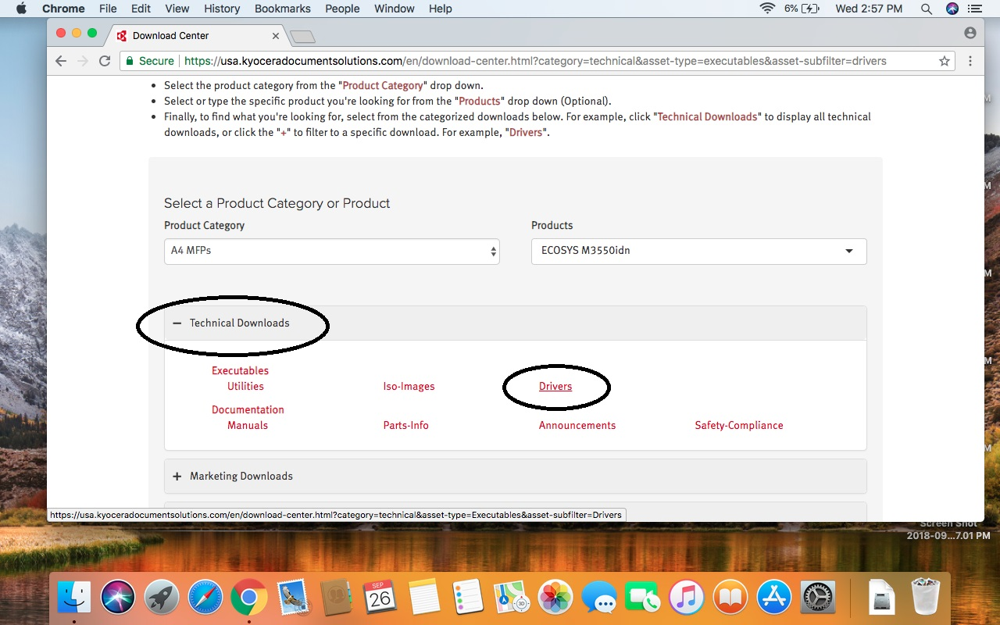 Chrome File Edit View History Bookmarks People Window Help 6% Wed 2:57 PM
Download Center
Secure https://usa.kyoceradocumentsolutions.com/en/download-center.html?category=technical&asset-type=executables&asset-subfilter=drivers
• Select the product category from the "Product Category" drop down.
• Select or type the specific product you're looking for from the "Products" drop down (Optional).
• Finally, to find what you're looking for, select from the categorized downloads below. For example, click "Technical Downloads" to display all technical
downloads, or click the "+" to filter to a specific download. For example, "Drivers".
Select a Product Category or Product
Product Category Products
A4 MFPs ECOSYS M3550idn
− Technical Downloads
Executables
Utilities Iso-Images Drivers
Documentation
Manuals Parts-Info Announcements Safety-Compliance
+ Marketing Downloads
https://usa.kyoceradocumentsolutions.com/en/download-center.html?category=technical&asset-type=Executables&asset-subfilter=Drivers
Screen Shot
2018-09...7.01 PM
SEP
26
3D